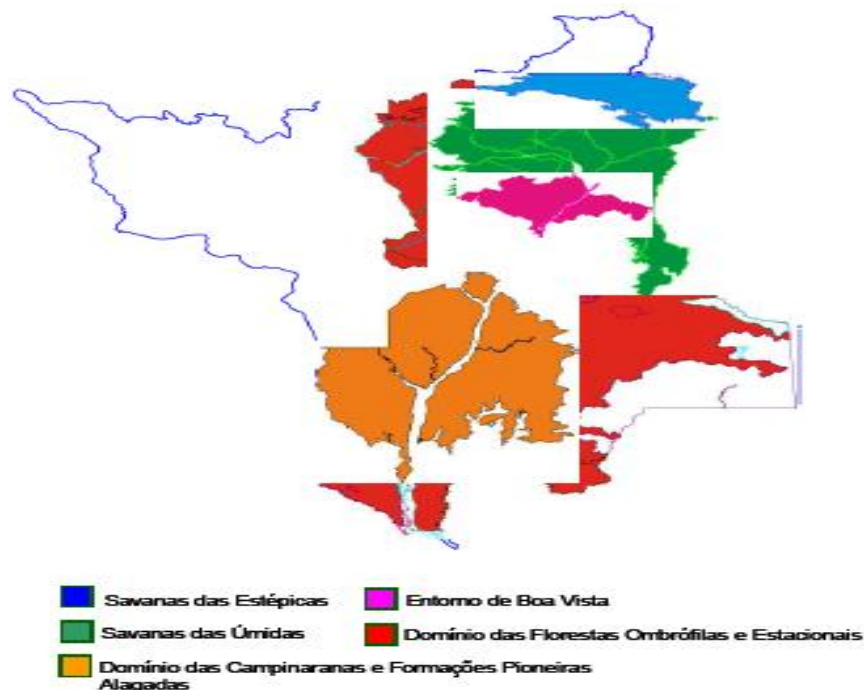 Savanas das Estépicas
Entorno de Boa Vista
Savanas das Úmidas
Domínio das Florestas Ombrófilas e Estacionais
Domínio das Campinaranas e Formações Pioneiras
Alagadas